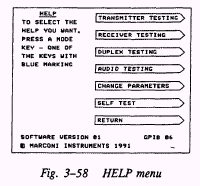 HELP
TO SELECT THE
HELP YOU WANT.
PRESS A MODE
KEY - ONE OF
THE KEYS WITH
BLUE MARKING
TRANSMITTER TESTING
RECEIVER TESTING
DUPLEX TESTING
AUDIO TESTING
CHANGE PARAMETERS
SELF TEST
RETURN
SOFTWARE VERSION 01 GPIB 06
© MARCONI INSTRUMENTS 1991
Fig. 3-58 HELP menu